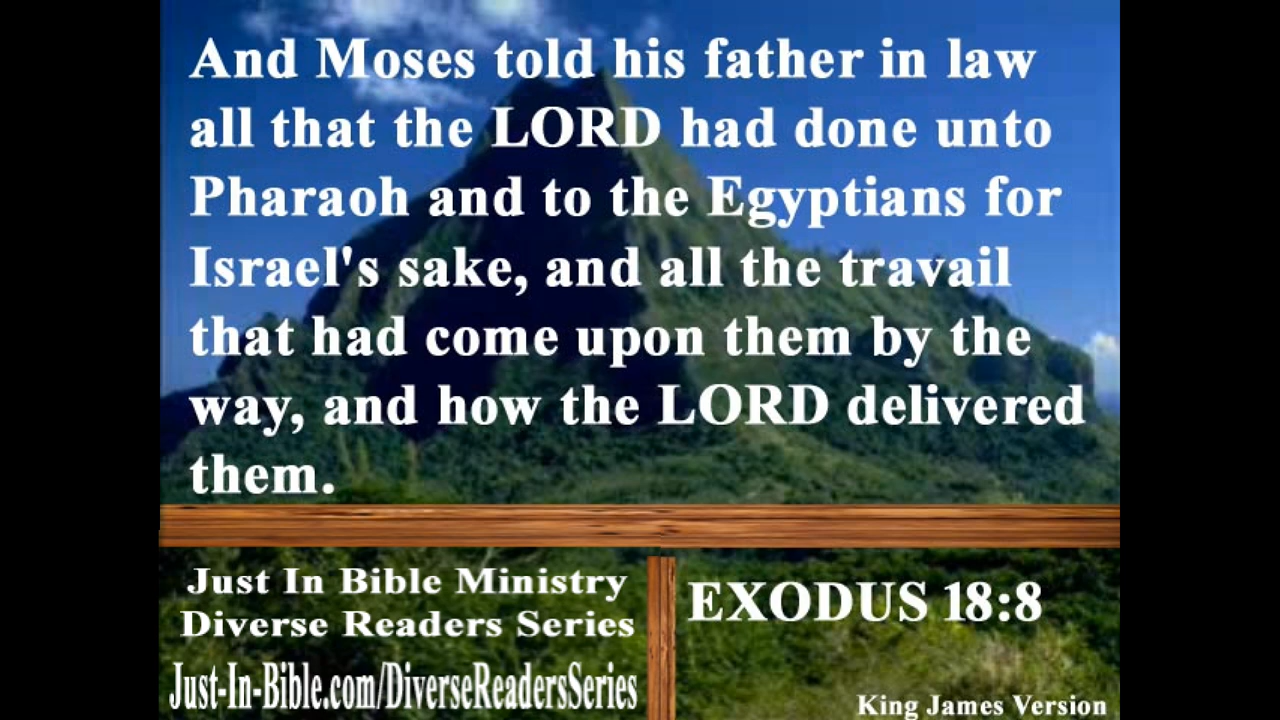 And Moses told his father in law
all that the LORD had done unto
Pharaoh and to the Egyptians for
Israel's sake, and all the travail
that had come upon them by the
way, and how the LORD delivered
them.
Just In Bible Ministry
Diverse Readers Series
Just-In-Bible.com/DiverseReadersSeries
EXODUS 18:8
King James Version